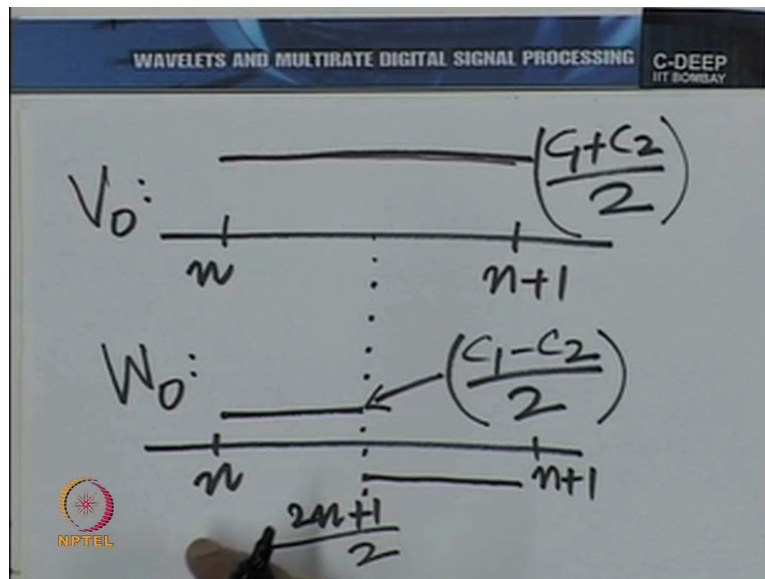 WAVELETS AND MULTIRATE DIGITAL SIGNAL PROCESSING
C-DEEP
IIT BOMBAY
V₀:
(C₁+C₂)/2
n
n+1
W₀:
(C₁-C₂)/2
n
n+1
(2n+1)/2
NPTEL